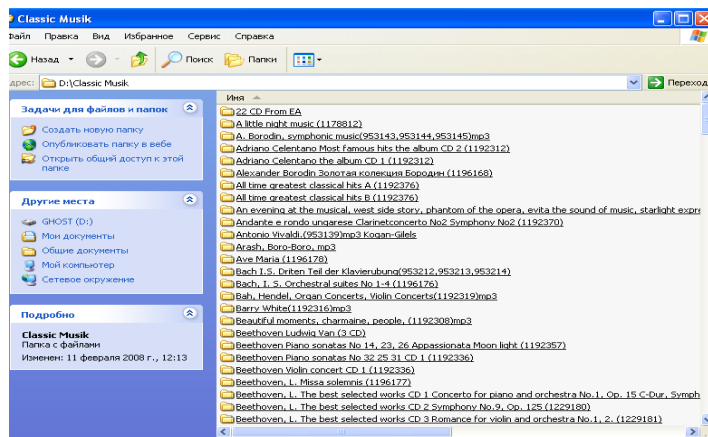 Classic Musik
Файл Правка Вид Избранное Сервис Справка
Назад Поиск Папки
Адрес: D:\Classic Musik Переход
Задачи для файлов и папок
Создать новую папку
Опубликовать папку в вебе
Открыть общий доступ к этой
папке
Другие места
GHOST (D:)
Мои документы
Общие документы
Мой компьютер
Сетевое окружение
Подробно
Classic Musik
Папка с файлами
Изменен: 11 февраля 2008 г., 12:13
Имя
22 CD From EA
A little night music (1178812)
A. Borodin, symphonic music(953143,953144,953145)mp3
Adriano Celentano Most famous hits the album CD 2 (1192312)
Adriano Celentano the album CD 1 (1192312)
Alexander Borodin Золотая колекция Бородин (1196168)
All time greatest classical hits A (1192376)
All time greatest classical hits B (1192376)
An evening at the musical, west side story, phantom of the opera, evita the sound of music, starlight expre
Andante e rondo ungarese Clarinetconcerto No2 Symphony No2 (1192370)
Antonio Vivaldi.(953139)mp3 Kogan-Gilels
Arash, Boro-Boro, mp3
Ave Maria (1196178)
Bach I.S. Driten Teil der Klavierubung(953212,953213,953214)
Bach, I. S. Orchestral suites No 1-4 (1196176)
Bah, Hendel, Organ Concerts, Violin Concerts(1192319)mp3
Barry White(1192316)mp3
Beautiful moments, charmaine, people, (1192308)mp3
Beethoven Ludwig Van (3 CD)
Beethoven Piano sonatas No 14, 23, 26 Appassionata Moon light (1192357)
Beethoven Piano sonatas No 32 25 31 CD 1 (1192336)
Beethoven Violin concert CD 1 (1192336)
Beethoven, L. Missa solemnis (1196177)
Beethoven, L. The best selected works CD 1 Concerto for piano and orchestra No.1, Op. 15 C-Dur, Symph
Beethoven, L. The best selected works CD 2 Symphony No.9, Op. 125 (1229180)
Beethoven, L. The best selected works CD 3 Romance for violin and orchestra No.1, 2. (1229181)